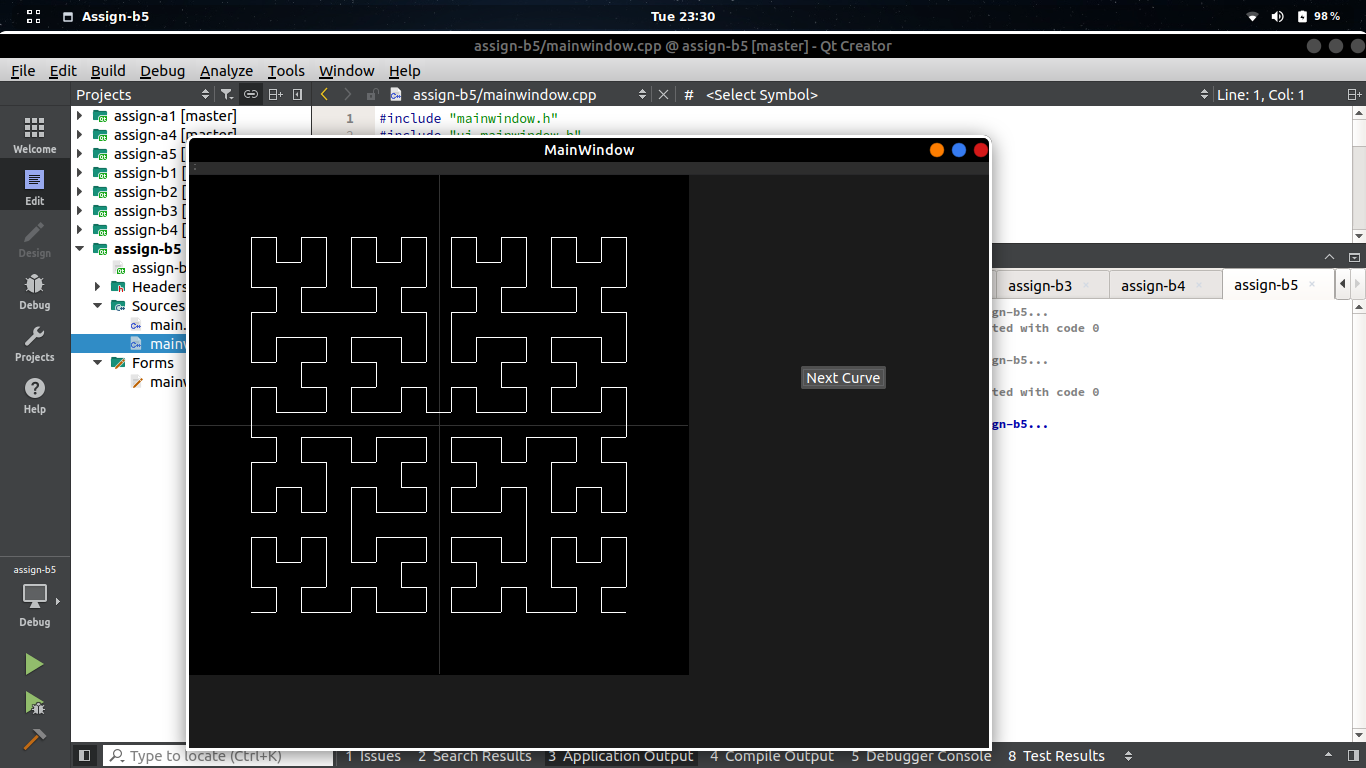 Assign-b5 Tue 23:30 98 %
assign-b5/mainwindow.cpp @ assign-b5 [master] - Qt Creator
File Edit Build Debug Analyze Tools Window Help
Projects assign-b5/mainwindow.cpp # <Select Symbol> Line: 1, Col: 1
Welcome
Edit
Design
Debug
Projects
Help
assign-b5
Debug
assign-a1 [master]
assign-a4 [master]
assign-a5 [
assign-b1 [
assign-b2 [
assign-b3 [
assign-b4 [
assign-b5
assign-b
Headers
Sources
main.
mainw
Forms
mainw
1 #include "mainwindow.h"
2 #include "ui_mainwindow.h"
MainWindow
Next Curve
assign-b3 assign-b4 assign-b5
gn-b5...
ted with code 0
gn-b5...
ted with code 0
gn-b5...
Type to locate (Ctrl+K) 1 Issues 2 Search Results 3 Application Output 4 Compile Output 5 Debugger Console 8 Test Results